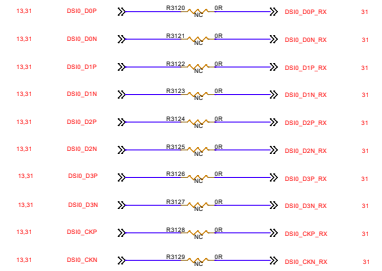 13,31 DSI0_D0P R3120 0R NC DSI0_D0P_RX 31
13,31 DSI0_D0N R3121 0R NC DSI0_D0N_RX 31
13,31 DSI0_D1P R3122 0R NC DSI0_D1P_RX 31
13,31 DSI0_D1N R3123 0R NC DSI0_D1N_RX 31
13,31 DSI0_D2P R3124 0R NC DSI0_D2P_RX 31
13,31 DSI0_D2N R3125 0R NC DSI0_D2N_RX 31
13,31 DSI0_D3P R3126 0R NC DSI0_D3P_RX 31
13,31 DSI0_D3N R3127 0R NC DSI0_D3N_RX 31
13,31 DSI0_CKP R3128 0R NC DSI0_CKP_RX 31
13,31 DSI0_CKN R3129 0R NC DSI0_CKN_RX 31